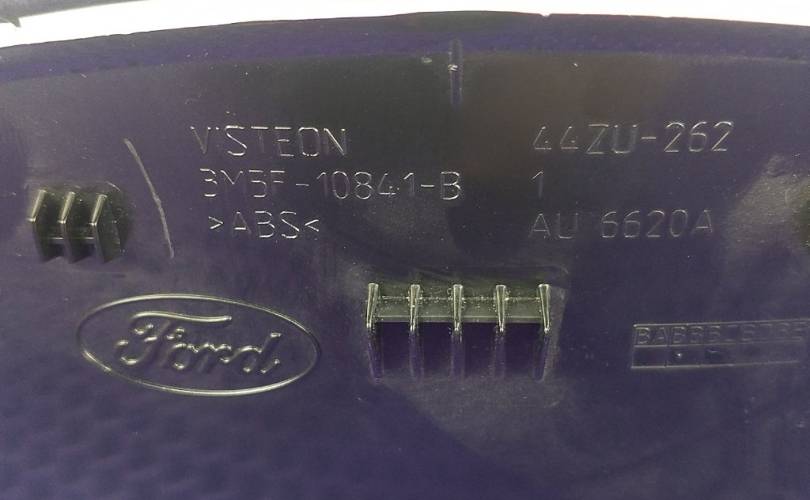 VISTEON
3M5F-10841-B
>ABS<
44ZU-262
1
AU 6620A
Ford